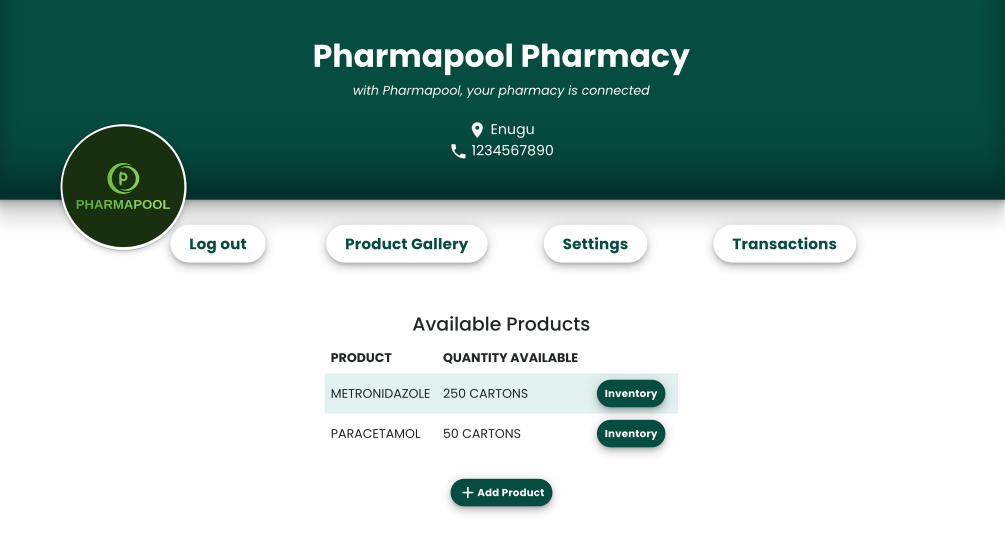 Pharmapool Pharmacy
with Pharmapool, your pharmacy is connected
Enugu
1234567890
P
PHARMAPOOL
Log out
Product Gallery
Settings
Transactions
Available Products
PRODUCT QUANTITY AVAILABLE
METRONIDAZOLE 250 CARTONS Inventory
PARACETAMOL 50 CARTONS Inventory
+ Add Product